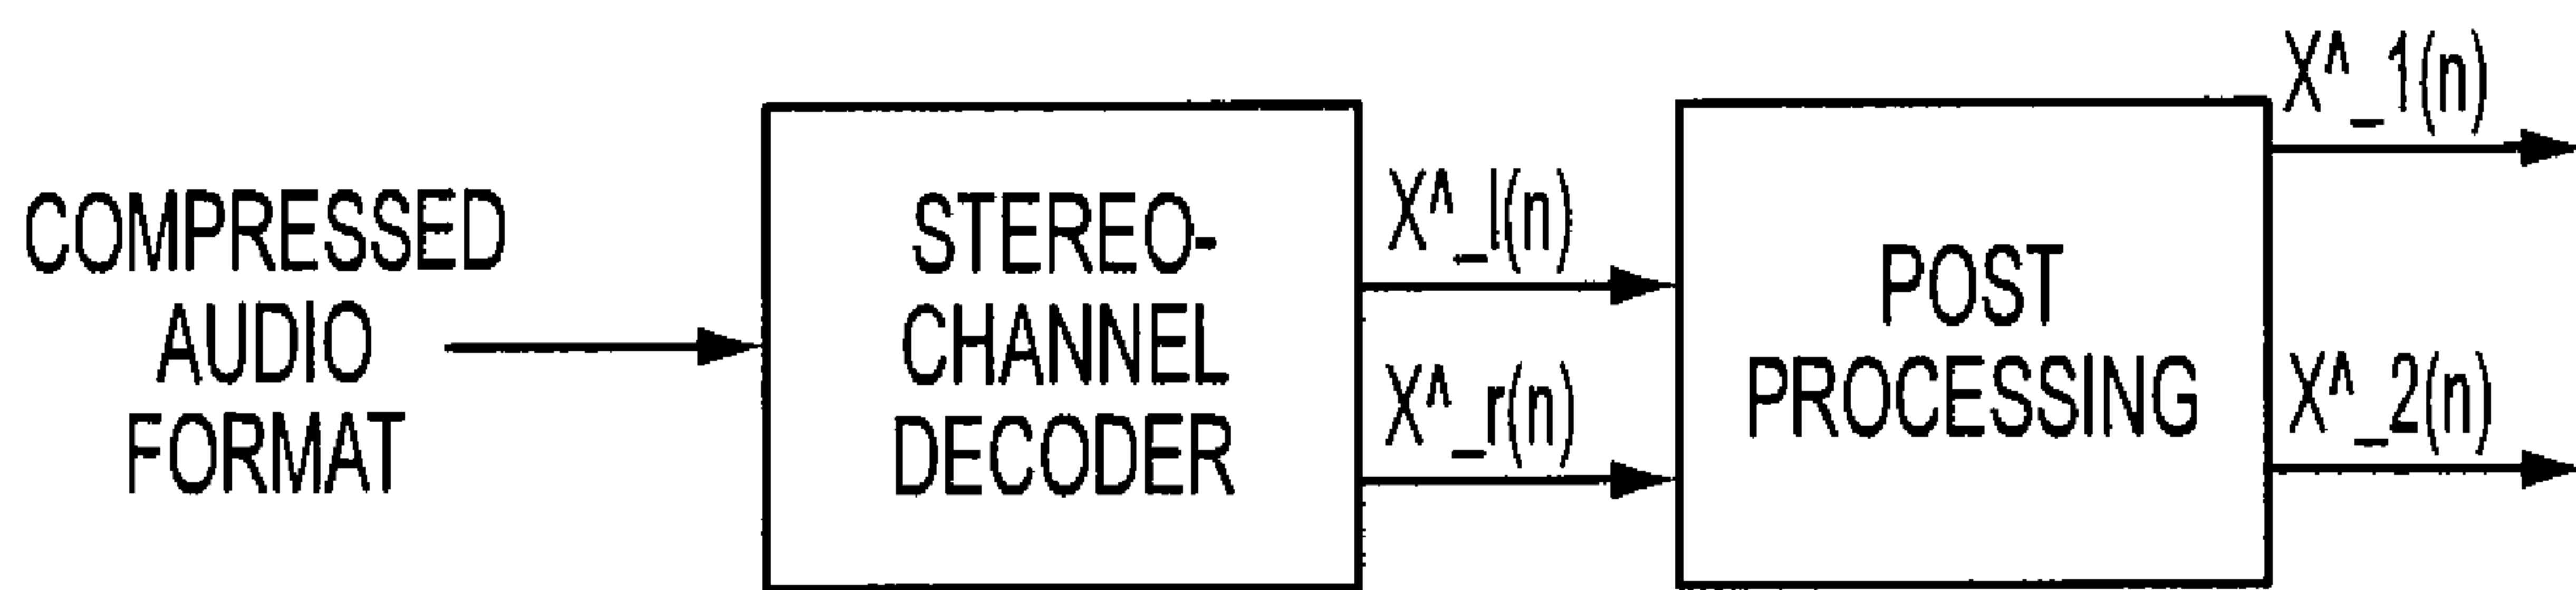 COMPRESSED
AUDIO
FORMAT
STEREO-
CHANNEL
DECODER
X^_l(n)
X^_r(n)
POST
PROCESSING
X^_1(n)
X^_2(n)